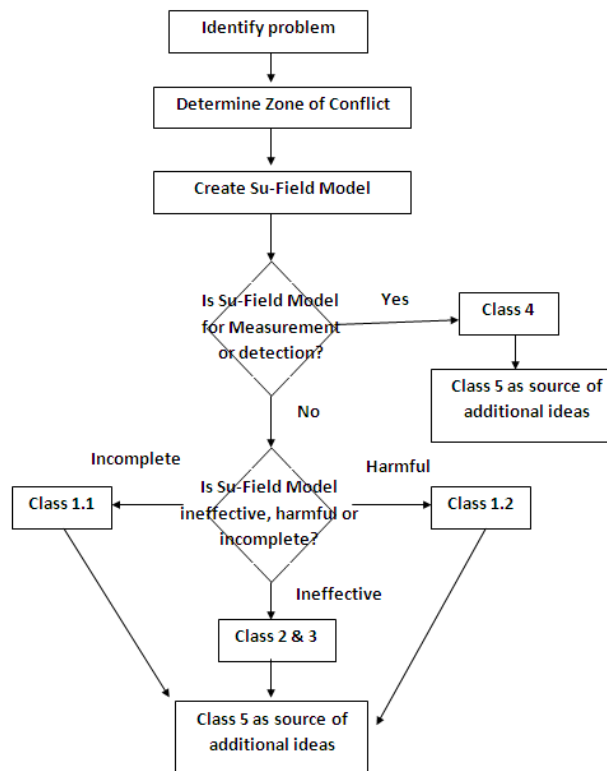 Identify problem
Determine Zone of Conflict
Create Su-Field Model
Is Su-Field Model
for Measurement
or detection?
Yes
Class 4
Class 5 as source of
additional ideas
No
Incomplete
Harmful
Class 1.1
Is Su-Field Model
ineffective, harmful or
incomplete?
Class 1.2
Ineffective
Class 2 & 3
Class 5 as source of
additional ideas